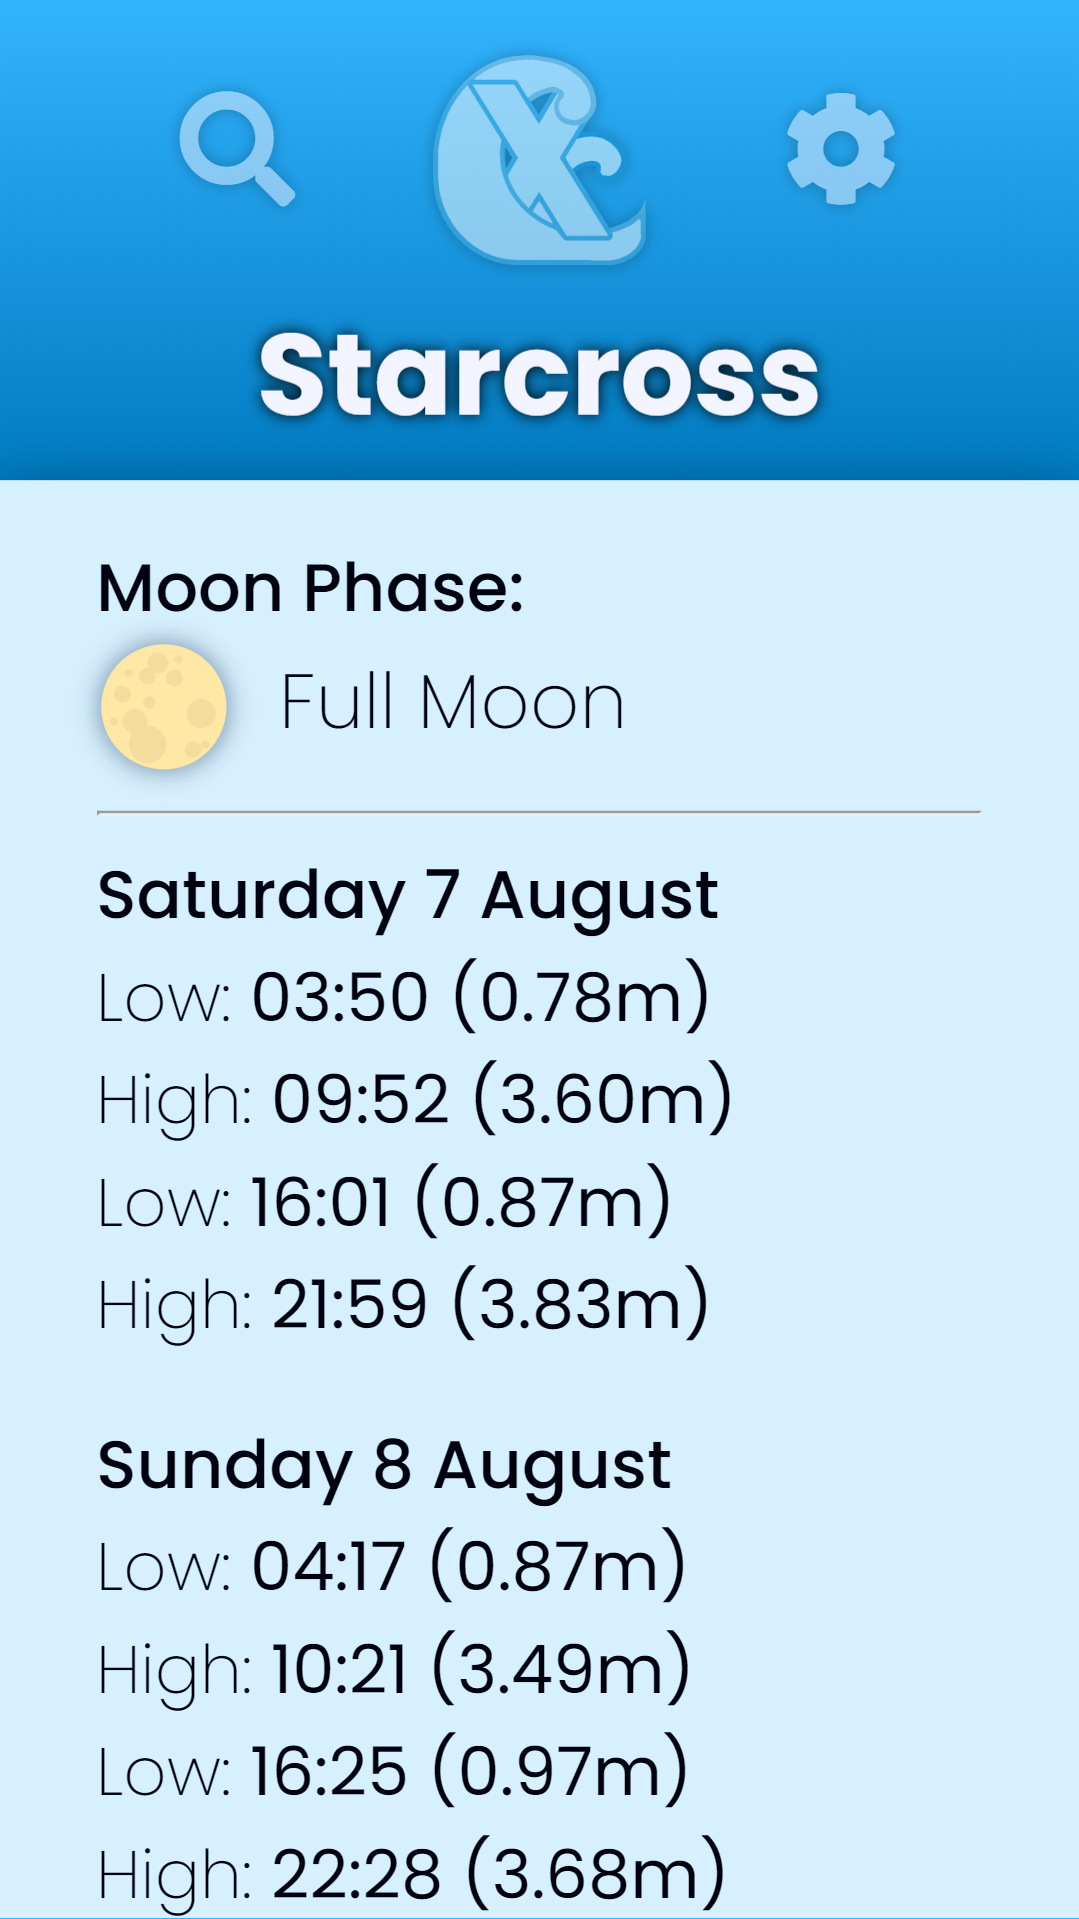 Starcross
Moon Phase:
Full Moon
Saturday 7 August
Low: 03:50 (0.78m)
High: 09:52 (3.60m)
Low: 16:01 (0.87m)
High: 21:59 (3.83m)
Sunday 8 August
Low: 04:17 (0.87m)
High: 10:21 (3.49m)
Low: 16:25 (0.97m)
High: 22:28 (3.68m)